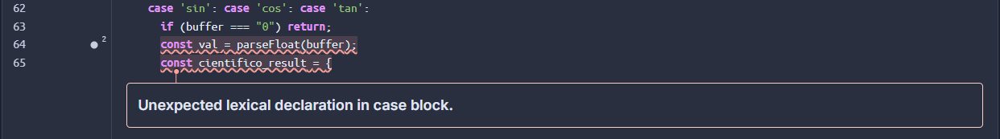 62 case 'sin': case 'cos': case 'tan':
63 if (buffer === "0") return;
64 2 const val = parseFloat(buffer);
65 const cientifico_result = {
Unexpected lexical declaration in case block.